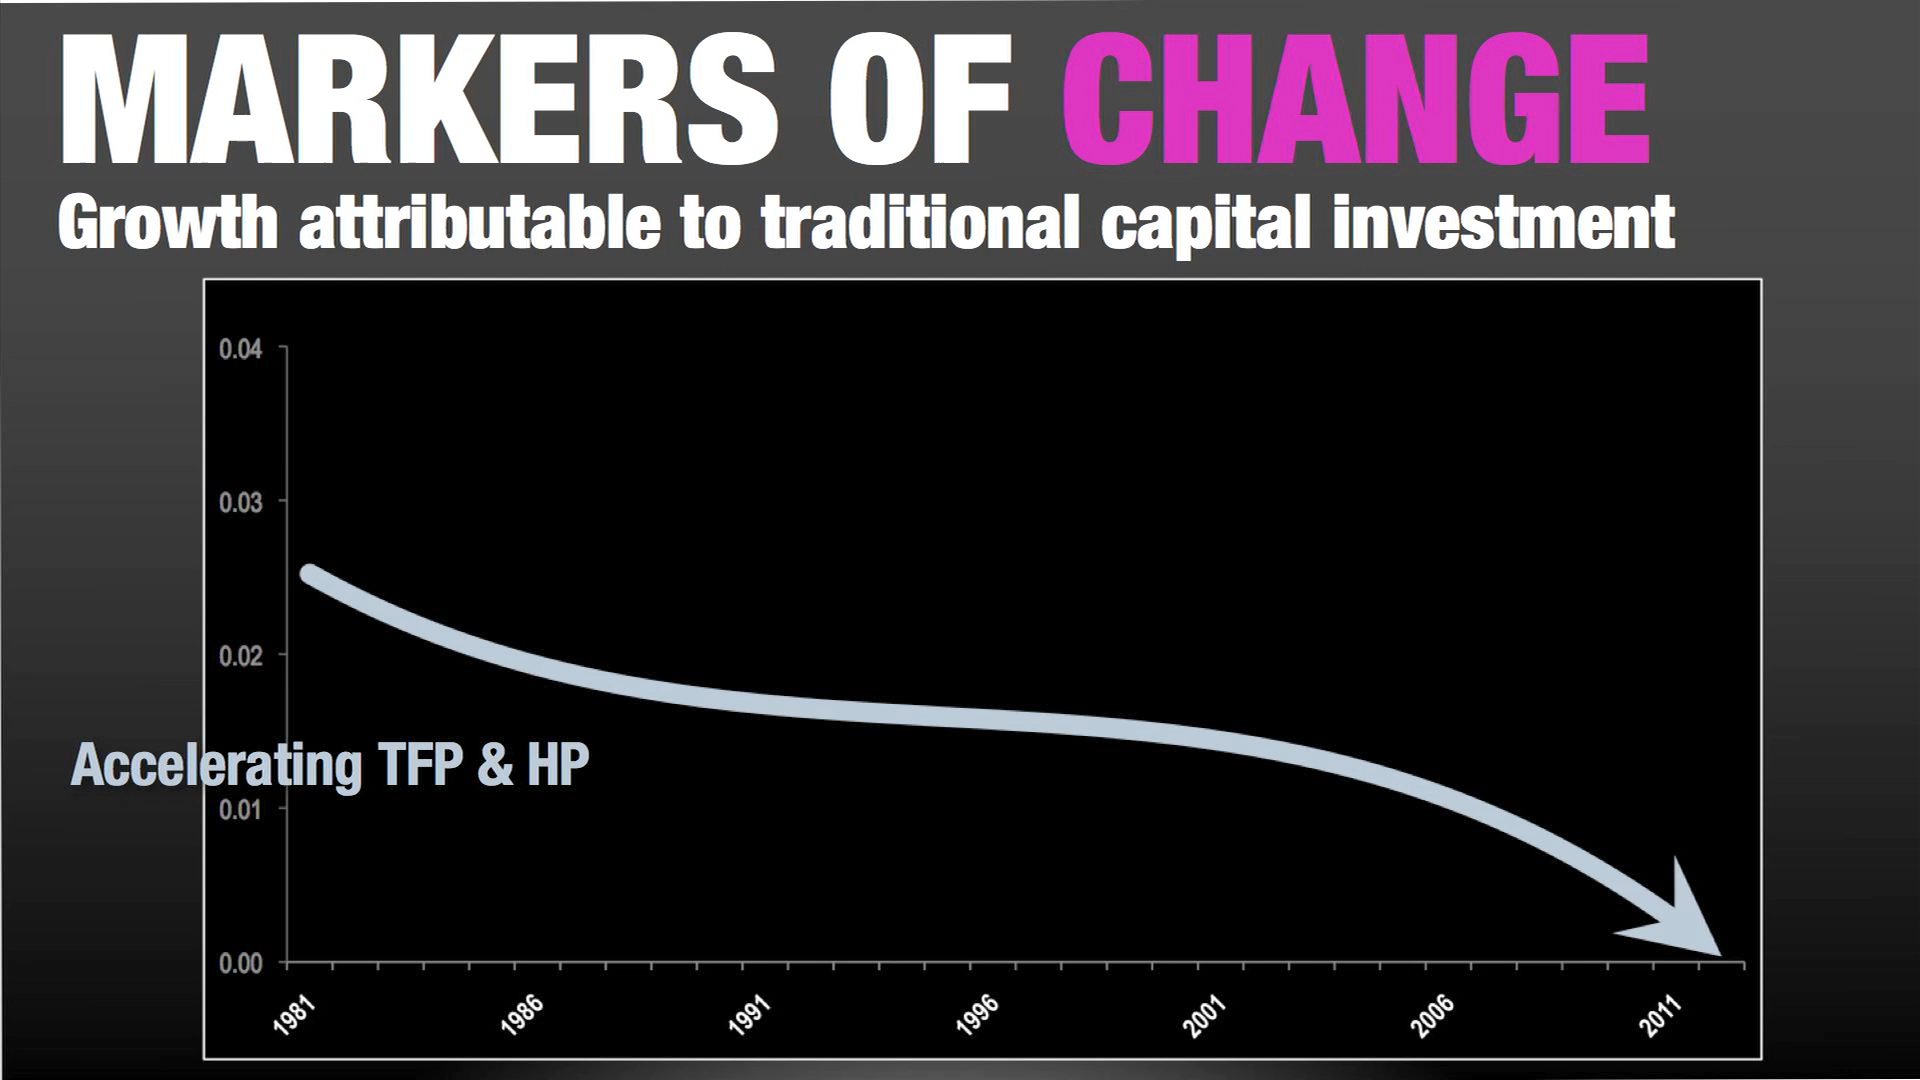 MARKERS OF CHANGE
Growth attributable to traditional capital investment
0.04
0.03
0.02
Accelerating TFP & HP
0.01
0.00
1981 1986 1991 1996 2001 2006 2011